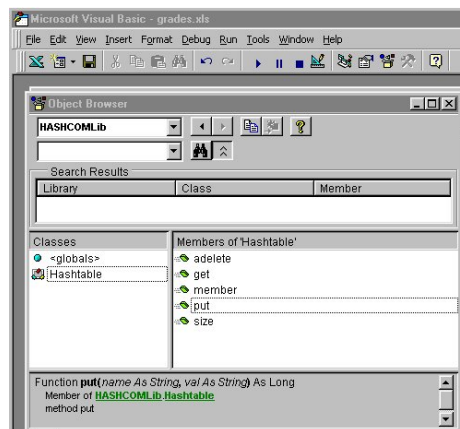 Microsoft Visual Basic - grades.xls
File Edit View Insert Format Debug Run Tools Window Help
Object Browser
HASHCOMLib
Search Results
Library Class Member
Classes
<globals>
Hashtable
Members of 'Hashtable'
adelete
get
member
put
size
Function put(name As String, val As String) As Long
Member of HASHCOMLib.Hashtable
method put